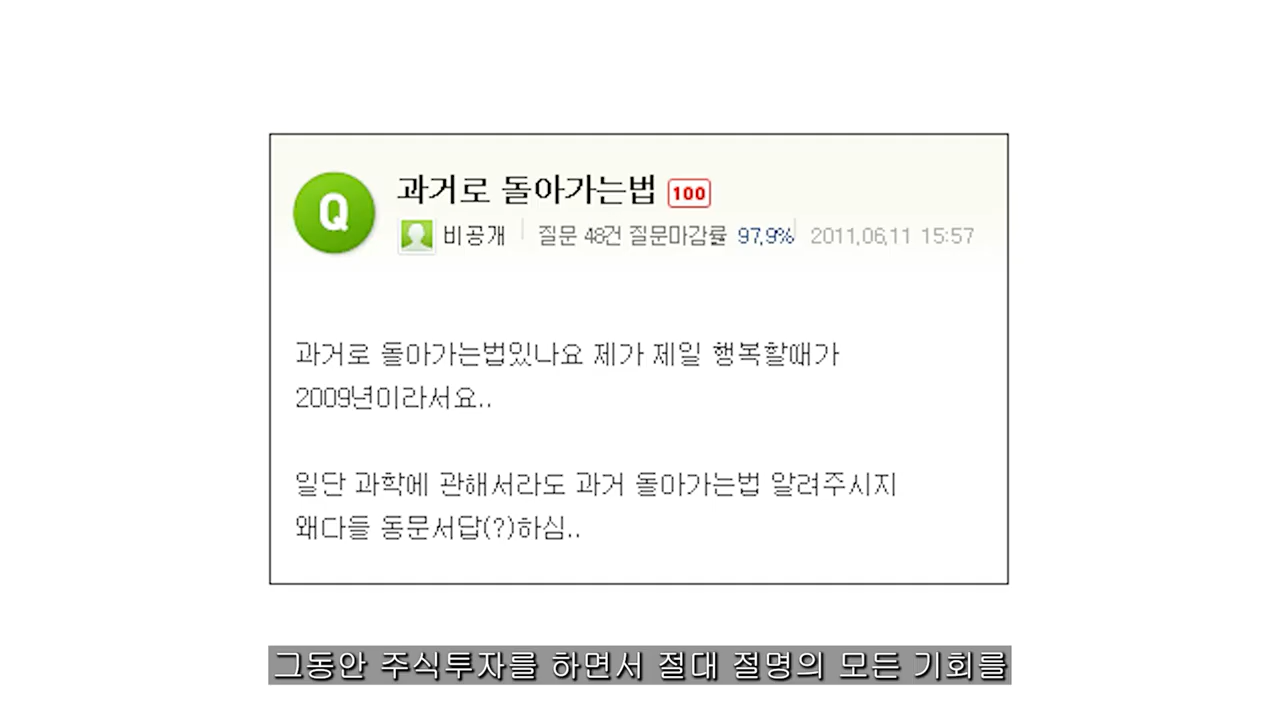 Q
과거로 돌아가는법 100
비공개 질문 48건 질문마감률 97,9% 2011,06,11 15:57
과거로 돌아가는법있나요 제가 제일 행복할때가
2009년이라서요..
일단 과학에 관해서라도 과거 돌아가는법 알려주시지
왜다들 동문서답(?)하심..
그동안 주식투자를 하면서 절대 절명의 모든 기회를